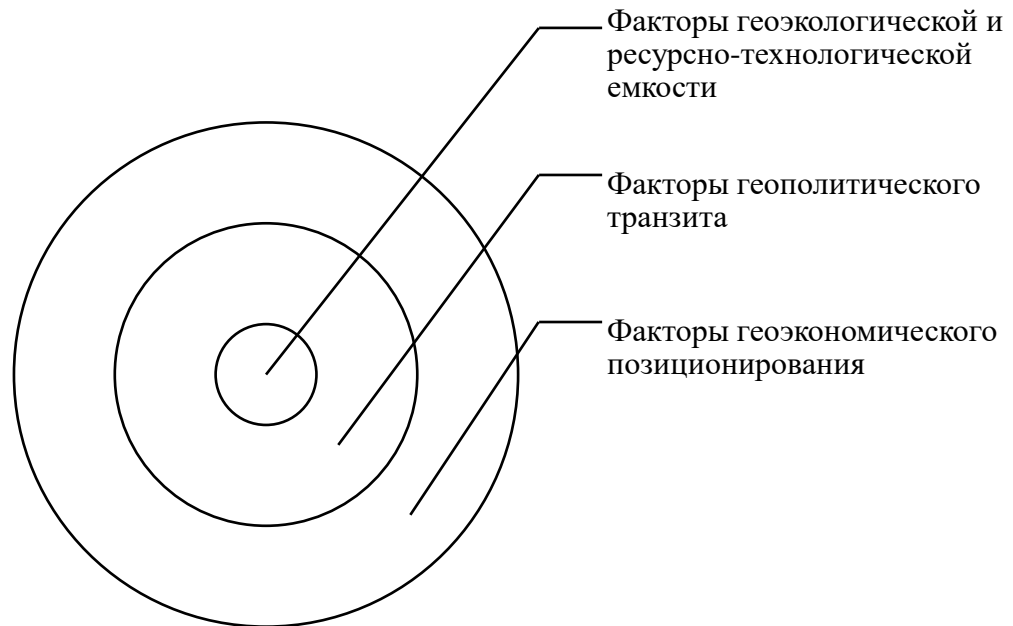 Факторы геоэкологической и
ресурсно-технологической
емкости
Факторы геополитического
транзита
Факторы геоэкономического
позиционирования